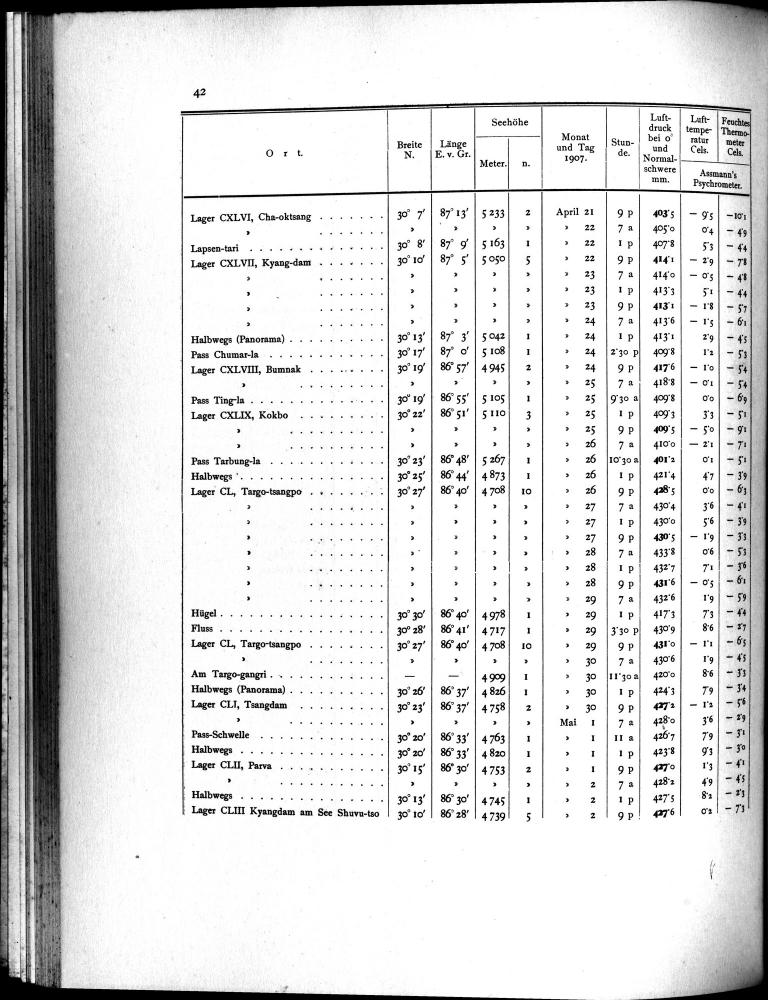 42
O r t. | Breite N. | Länge E. v. Gr. | Seehöhe Meter. | Seehöhe n. | Monat und Tag 1907. | Stunde. | Luftdruck bei 0° und Normalschwere mm. | Lufttemperatur Cels. | Feuchtes Thermometer Cels. | Assmann's Psychrometer.
Lager CXLVI, Cha-oktsang . . . . . . . 30° 7′ 87° 13′ 5 233 2 April 21 9 p 403·5 − 9·5 −10·1
» . . . . . . . » » » » » 22 7 a 405·0 0·4 − 4·9
Lapsen-tari . . . . . . . . . . . . 30° 8′ 87° 9′ 5 163 1 » 22 1 p 407·8 5·3 − 4·4
Lager CXLVII, Kyang-dam . . . . . . . 30° 10′ 87° 5′ 5 050 5 » 22 9 p 414·1 − 2·9 − 7·8
» . . . . . . . » » » » » 23 7 a 414·0 − 0·5 − 4·8
» . . . . . . . » » » » » 23 1 p 413·3 5·1 − 4·4
» . . . . . . . » » » » » 23 9 p 413·1 − 1·8 − 5·7
» . . . . . . . » » » » » 24 7 a 413·6 − 1·5 − 6·1
Halbwegs (Panorama) . . . . . . . . . 30° 13′ 87° 3′ 5 042 1 » 24 1 p 413·1 2·9 − 4·5
Pass Chumar-la . . . . . . . . . . . 30° 17′ 87° 0′ 5 108 1 » 24 2·30 p 409·8 1·2 − 5·3
Lager CXLVIII, Bumnak . . . . . . . . 30° 19′ 86° 57′ 4 945 2 » 24 9 p 417·6 − 1·0 − 5·4
» . . . . . . . . » » » » » 25 7 a 418·8 − 0·1 − 5·4
Pass Ting-la . . . . . . . . . . . . 30° 19′ 86° 55′ 5 105 1 » 25 9·30 a 409·8 0·0 − 6·9
Lager CXLIX, Kokbo . . . . . . . . . 30° 22′ 86° 51′ 5 110 3 » 25 1 p 409·3 3·3 − 5·1
» . . . . . . . . . » » » » » 25 9 p 409·5 − 5·0 − 9·1
» . . . . . . . . . » » » » » 26 7 a 410·0 − 2·1 − 7·1
Pass Tarbung-la . . . . . . . . . . . 30° 23′ 86° 48′ 5 267 1 » 26 10·30 a 401·2 0·1 − 5·1
Halbwegs . . . . . . . . . . . . . 30° 25′ 86° 44′ 4 873 1 » 26 1 p 421·4 4·7 − 3·9
Lager CL, Targo-tsangpo . . . . . . . . 30° 27′ 86° 40′ 4 708 10 » 26 9 p 428·5 0·0 − 6·3
» . . . . . . . . » » » » » 27 7 a 430·4 3·6 − 4·1
» . . . . . . . . » » » » » 27 1 p 430·0 5·6 − 3·9
» . . . . . . . . » » » » » 27 9 p 430·5 − 1·9 − 3·3
» . . . . . . . . » » » » » 28 7 a 433·8 0·6 − 5·3
» . . . . . . . . » » » » » 28 1 p 432·7 7·1 − 3·6
» . . . . . . . . » » » » » 28 9 p 431·6 − 0·5 − 6·1
» . . . . . . . . » » » » » 29 7 a 432·6 1·9 − 5·9
Hügel . . . . . . . . . . . . . . . 30° 30′ 86° 40′ 4 978 1 » 29 1 p 417·3 7·3 − 4·4
Fluss . . . . . . . . . . . . . . . 30° 28′ 86° 41′ 4 717 1 » 29 3·30 p 430·9 8·6 − 2·7
Lager CL, Targo-tsangpo . . . . . . . . 30° 27′ 86° 40′ 4 708 10 » 29 9 p 431·0 − 1·1 − 6·5
» . . . . . . . . » » » » » 30 7 a 430·6 1·9 − 4·5
Am Targo-gangri . . . . . . . . . . . — — 4 909 1 » 30 11·30 a 420·0 8·6 − 3·3
Halbwegs (Panorama) . . . . . . . . . 30° 26′ 86° 37′ 4 826 1 » 30 1 p 424·3 7·9 − 3·4
Lager CLI, Tsangdam . . . . . . . . . 30° 23′ 86° 37′ 4 758 2 » 30 9 p 427·2 − 1·2 − 5·6
» . . . . . . . . . » » » » Mai 1 7 a 428·0 3·6 − 2·9
Pass-Schwelle . . . . . . . . . . . . 30° 20′ 86° 33′ 4 763 1 » 1 11 a 426·7 7·9 − 3·1
Halbwegs . . . . . . . . . . . . . 30° 20′ 86° 33′ 4 820 1 » 1 1 p 423·8 9·3 − 3·0
Lager CLII, Parva . . . . . . . . . . 30° 15′ 86° 30′ 4 753 2 » 1 9 p 427·0 1·3 − 4·1
» . . . . . . . . . . » » » » » 2 7 a 428·2 4·9 − 4·5
Halbwegs . . . . . . . . . . . . . 30° 13′ 86° 30′ 4 745 1 » 2 1 p 427·5 8·2 − 2·3
Lager CLIII Kyangdam am See Shuvu-tso 30° 10′ 86° 28′ 4 739 5 » 2 9 p 427·6 0·2 − 7·3